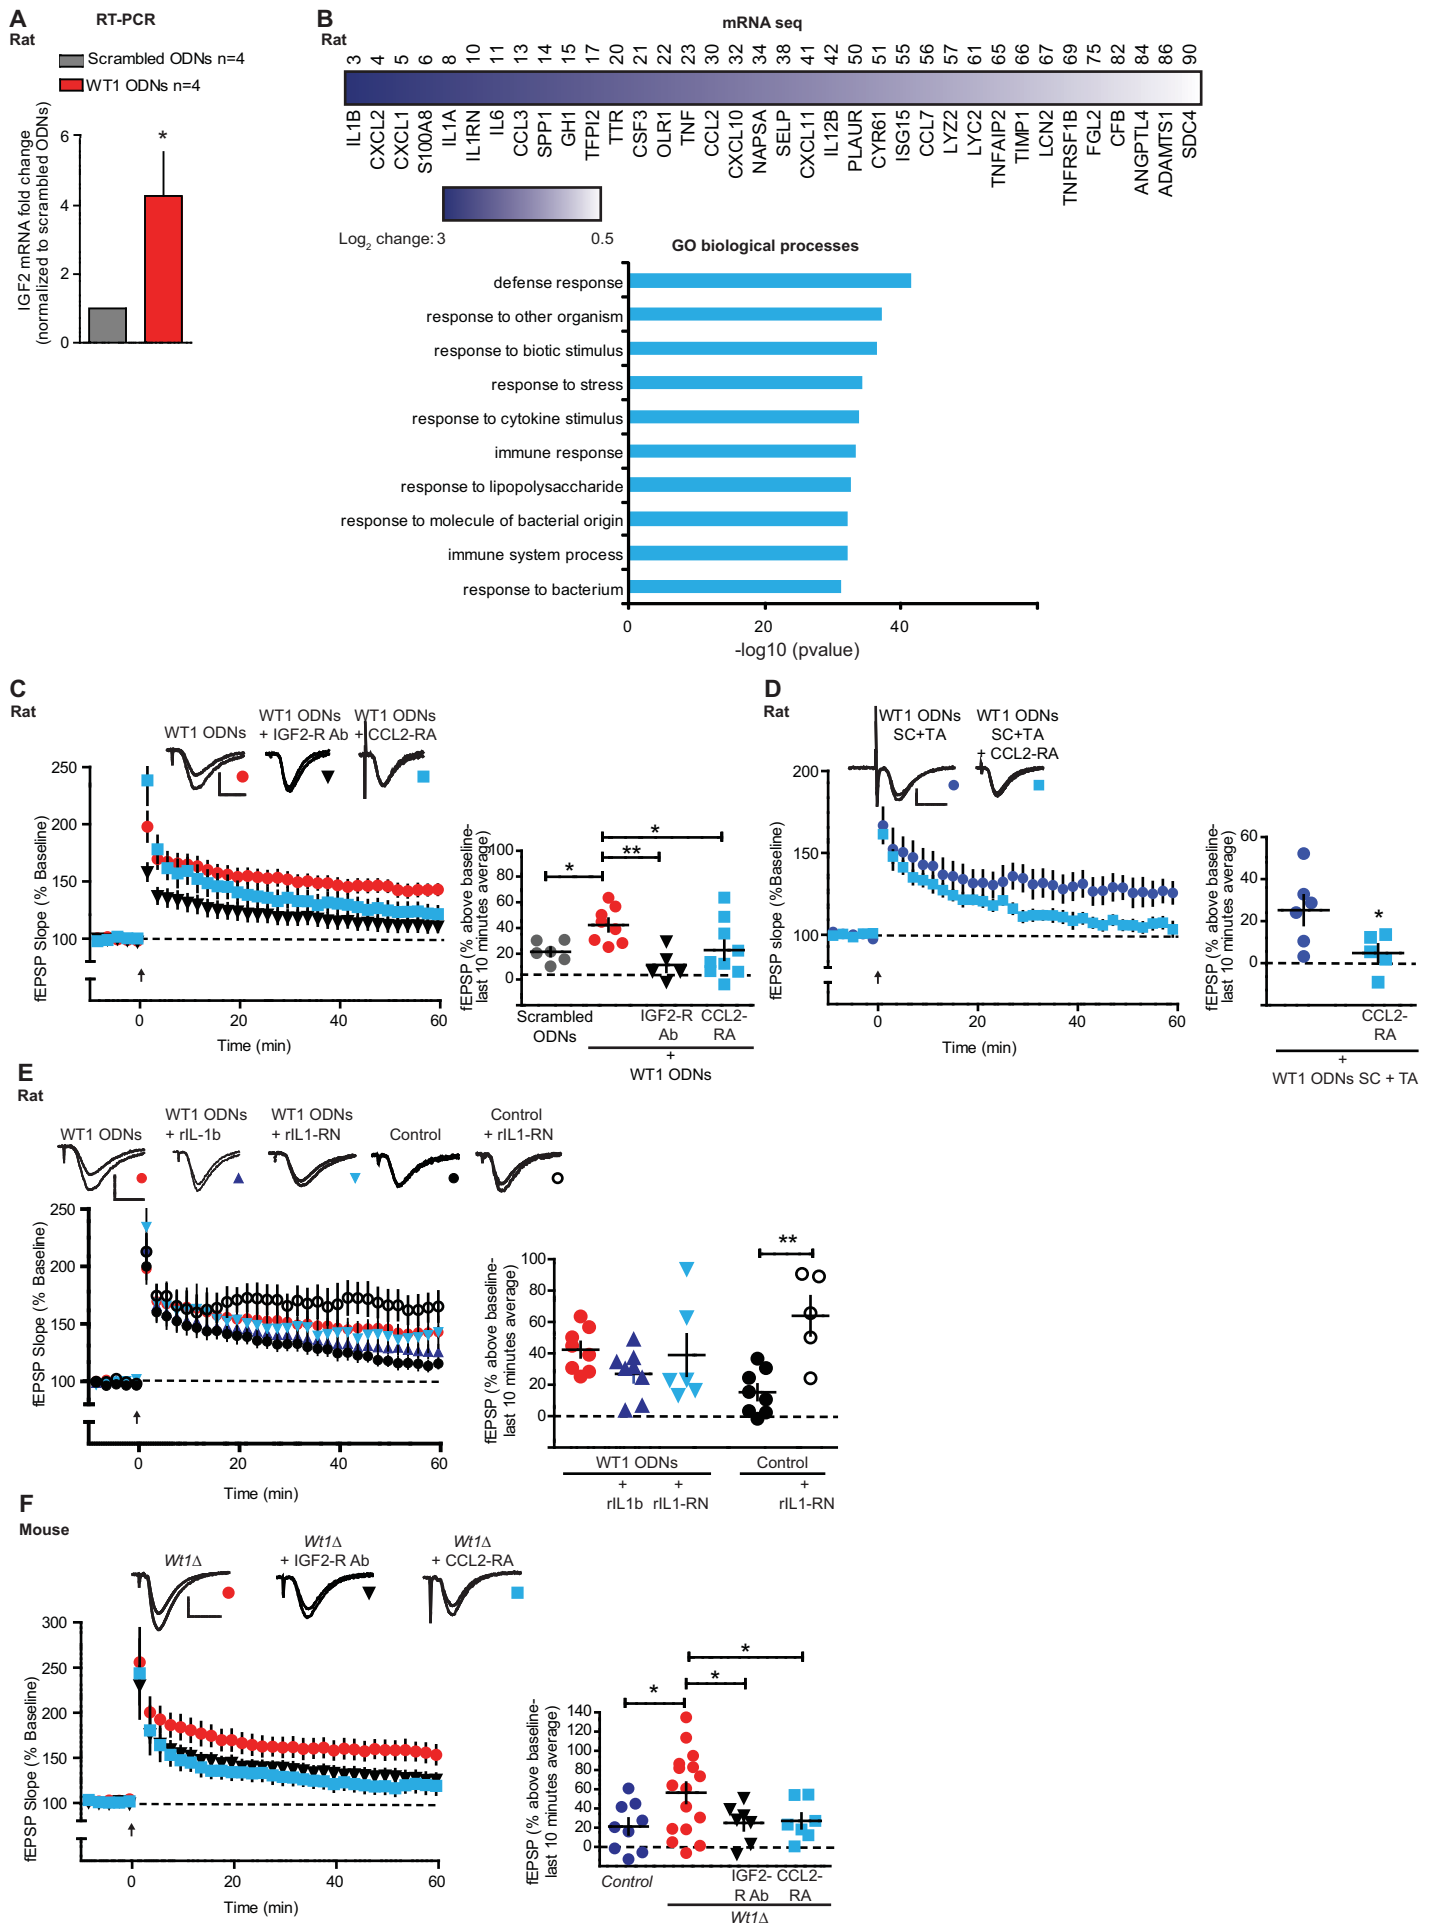 A
Rat
RT-PCR
Scrambled ODNs n=4
WT1 ODNs n=4
IGF2 mRNA fold change
(normalized to scrambled ODNs)
6
4
2
0
*
B
Rat
mRNA seq
3 4 5 6 8 10 11 13 14 15 17 20 21 22 23 30 32 34 38 41 50 51 55 56 57 61 65 66 69 75 82 84 86 90
IL1B CXCL2 CXCL1 S100A8 IL1A IL1RN IL6 CCL3 SPP1 GH1 TFPI2 TTR CSF3 OLR1 TNF CCL2 CXCL10 NAPSA SELP CXCL11 IL12B PLAUR CYR61 ISG15 CCL7 LYZ2 LYC2 TNFAIP2 TIMP1 LCN2 TNFRSF1B FGL2 CFB ANGPTL4 ADAMTS1 SDC4
Log2 change: 3 0.5
GO biological processes
defense response
response to other organism
response to biotic stimulus
response to stress
response to cytokine stimulus
immune response
response to lipopolysaccharide
response to molecule of bacterial origin
immune system process
response to bacterium
0 20 40
-log10 (pvalue)
C
Rat
WT1 ODNs
WT1 ODNs
+ IGF2-R Ab
WT1 ODNs
+ CCL2-RA
fEPSP Slope (% Baseline)
250
200
150
100
0 20 40 60
Time (min)
fEPSP (% above baseline-
last 10 minutes average)
100
80
60
40
20
0
* ** *
Scrambled
ODNs
IGF2-R
Ab
CCL2-
RA
+
WT1 ODNs
D
Rat
WT1 ODNs
SC+TA
WT1 ODNs
SC+TA
+ CCL2-RA
fEPSP slope (%Baseline)
200
150
100
0 20 40 60
Time (min)
fEPSP (% above baseline-
last 10 minutes average)
60
40
20
0
*
CCL2-
RA
+
WT1 ODNs SC + TA
E
Rat
WT1 ODNs
WT1 ODNs
+ rIL-1b
WT1 ODNs
+ rIL1-RN
Control
Control
+ rIL1-RN
fEPSP Slope (% Baseline)
250
200
150
100
0 20 40 60
Time (min)
fEPSP (% above baseline-
last 10 minutes average)
100
80
60
40
20
0
**
WT1 ODNs
+
rIL1b
+
rIL1-RN
Control
+
rIL1-RN
F
Mouse
Wt1Δ
Wt1Δ
+ IGF2-R Ab
Wt1Δ
+ CCL2-RA
fEPSP Slope (% Baseline)
300
250
200
150
100
0 20 40 60
Time (min)
fEPSP (% above baseline-
last 10 minutes average)
140
120
100
80
60
40
20
0
* * *
Control
IGF2-
R Ab
CCL2-
RA
Wt1Δ